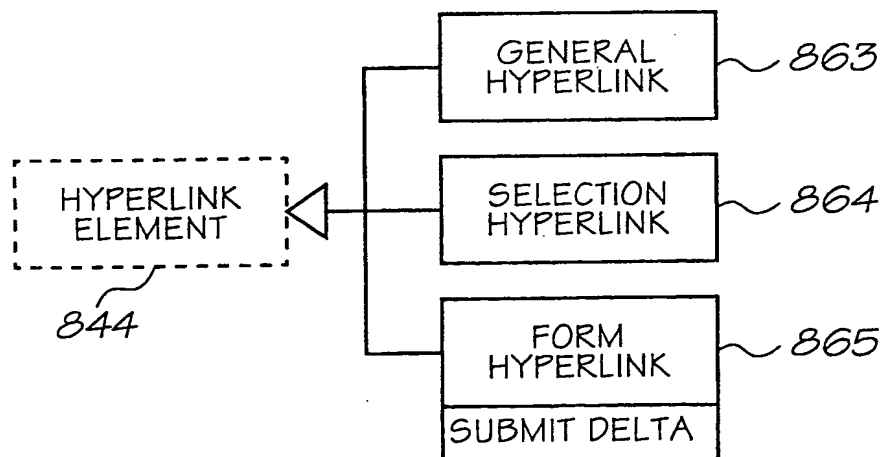 GENERAL
HYPERLINK
863
HYPERLINK
ELEMENT
844
SELECTION
HYPERLINK
864
FORM
HYPERLINK
865
SUBMIT DELTA